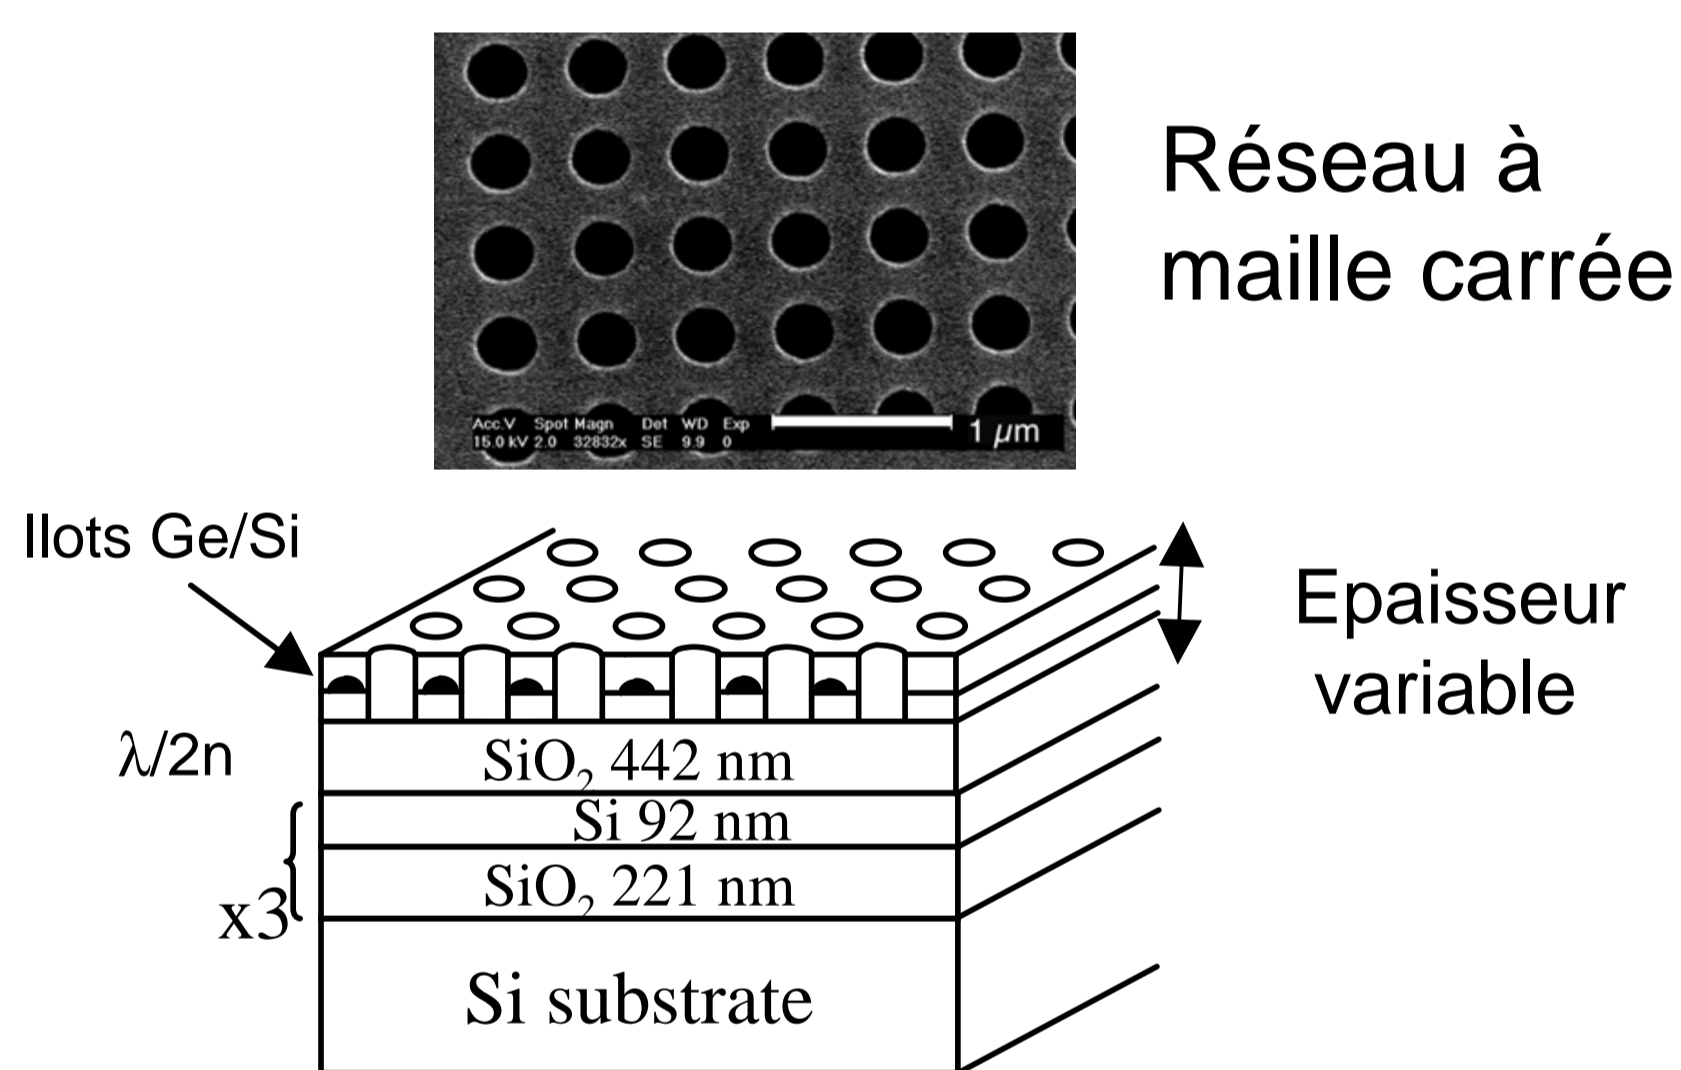 Réseau à
maille carrée
Acc.V Spot Magn Det WD Exp
15.0 kV 2.0 32832x SE 9.9 0
1 µm
Ilots Ge/Si
Epaisseur
variable
λ/2n
SiO2 442 nm
Si 92 nm
SiO2 221 nm
x3
Si substrate